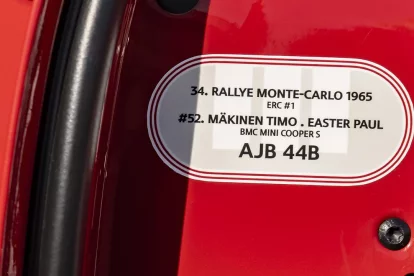 34. RALLYE MONTE-CARLO 1965
ERC #1
#52. MÄKINEN TIMO . EASTER PAUL
BMC MINI COOPER S
AJB 44B